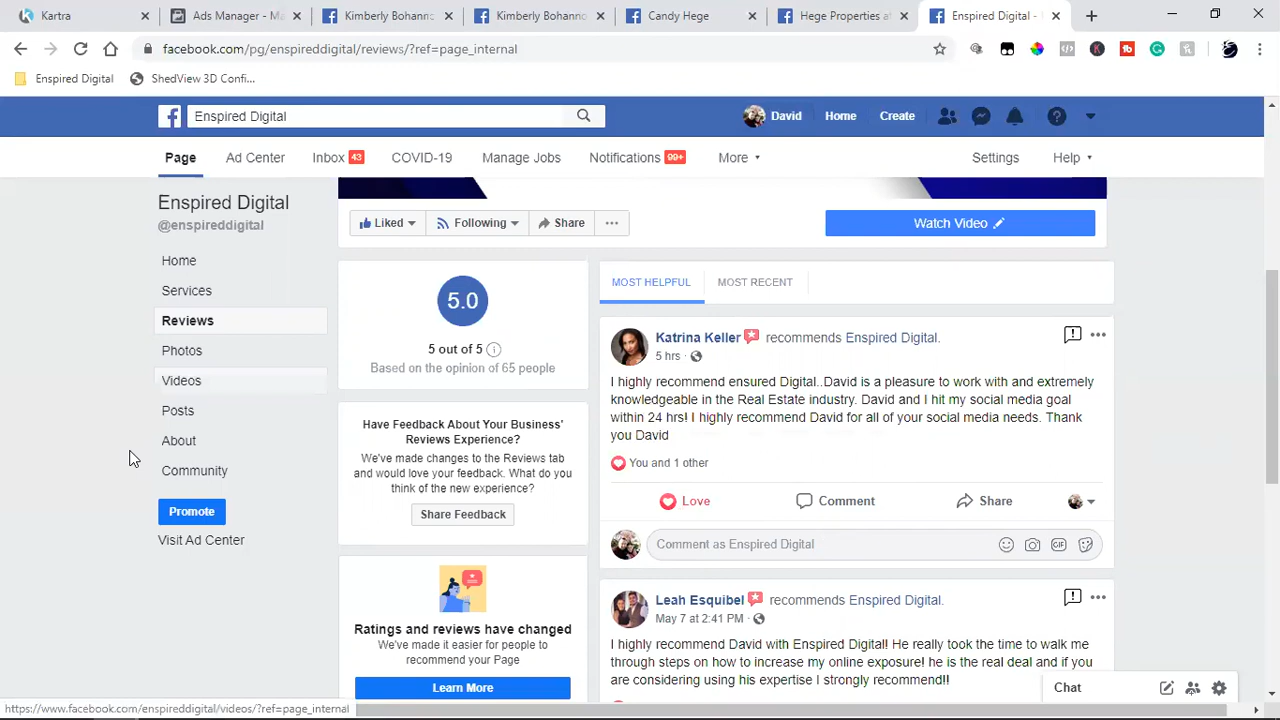 Kartra
Ads Manager - Ma
Kimberly Bohanno
Kimberly Bohanno
Candy Hege
Hege Properties at
Enspired Digital -
facebook.com/pg/enspireddigital/reviews/?ref=page_internal
Enspired Digital
ShedView 3D Confi...
Enspired Digital
David
Home
Create
Page
Ad Center
Inbox 43
COVID-19
Manage Jobs
Notifications 99+
More
Settings
Help
Enspired Digital
@enspireddigital
Home
Services
Reviews
Photos
Videos
Posts
About
Community
Promote
Visit Ad Center
Liked
Following
Share
Watch Video
5.0
5 out of 5
Based on the opinion of 65 people
Have Feedback About Your Business'
Reviews Experience?
We've made changes to the Reviews tab
and would love your feedback. What do you
think of the new experience?
Share Feedback
Ratings and reviews have changed
We've made it easier for people to
recommend your Page
Learn More
MOST HELPFUL
MOST RECENT
Katrina Keller recommends Enspired Digital.
5 hrs ·
I highly recommend ensured Digital..David is a pleasure to work with and extremely
knowledgeable in the Real Estate industry. David and I hit my social media goal
within 24 hrs! I highly recommend David for all of your social media needs. Thank
you David
You and 1 other
Love
Comment
Share
Comment as Enspired Digital
GIF
Leah Esquibel recommends Enspired Digital.
May 7 at 2:41 PM ·
I highly recommend David with Enspired Digital! He really took the time to walk me
through steps on how to increase my online exposure! he is the real deal and if you
are considering using his expertise I strongly recommend!!
Chat
https://www.facebook.com/enspireddigital/videos/?ref=page_internal